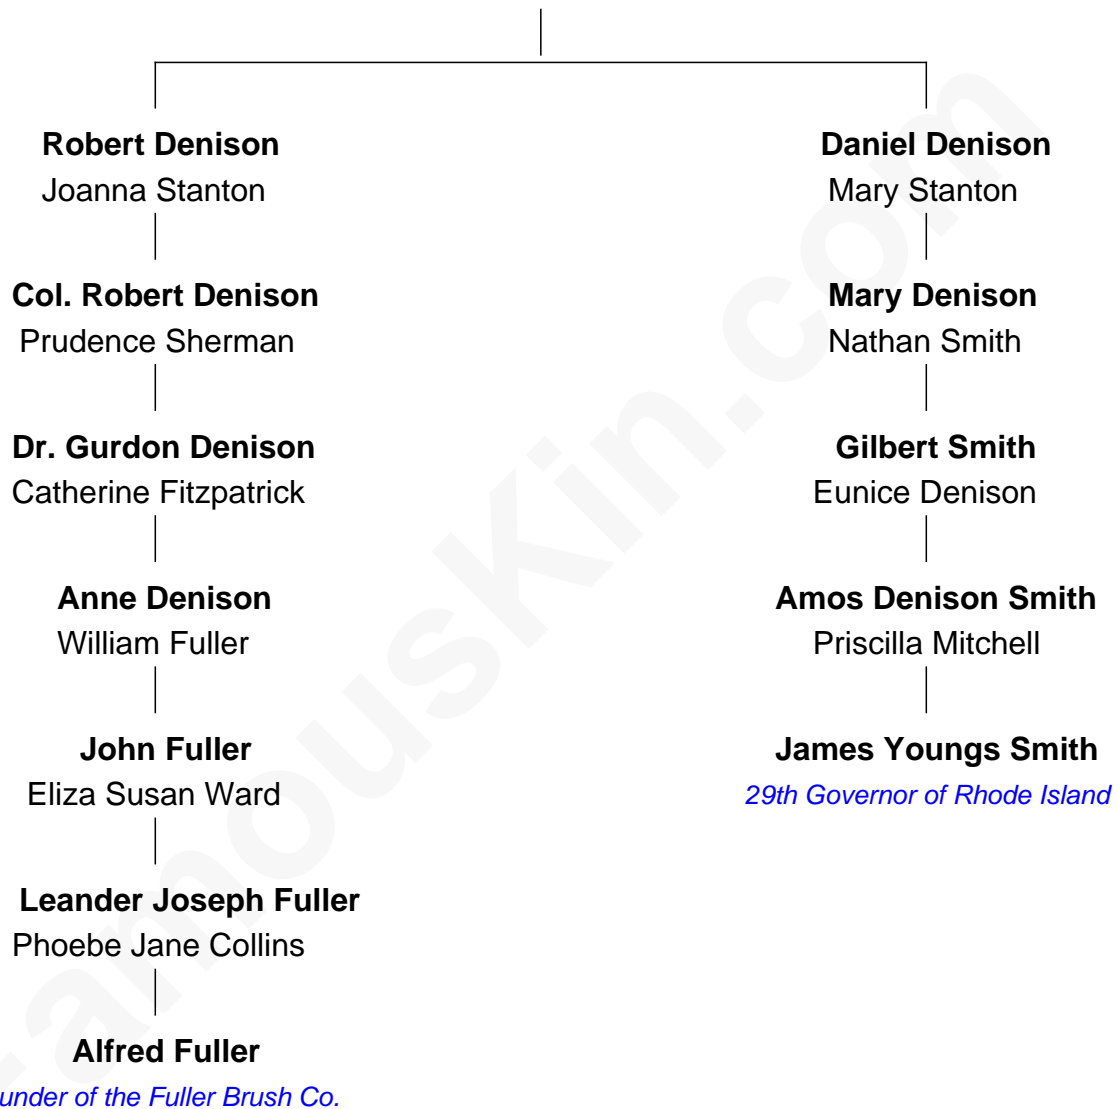 Robert Denison
Joanna Stanton
Col. Robert Denison
Prudence Sherman
Dr. Gurdon Denison
Catherine Fitzpatrick
Anne Denison
William Fuller
John Fuller
Eliza Susan Ward
Leander Joseph Fuller
Phoebe Jane Collins
Alfred Fuller
under of the Fuller Brush Co.
Daniel Denison
Mary Stanton
Mary Denison
Nathan Smith
Gilbert Smith
Eunice Denison
Amos Denison Smith
Priscilla Mitchell
James Youngs Smith
29th Governor of Rhode Island
amousKin.com